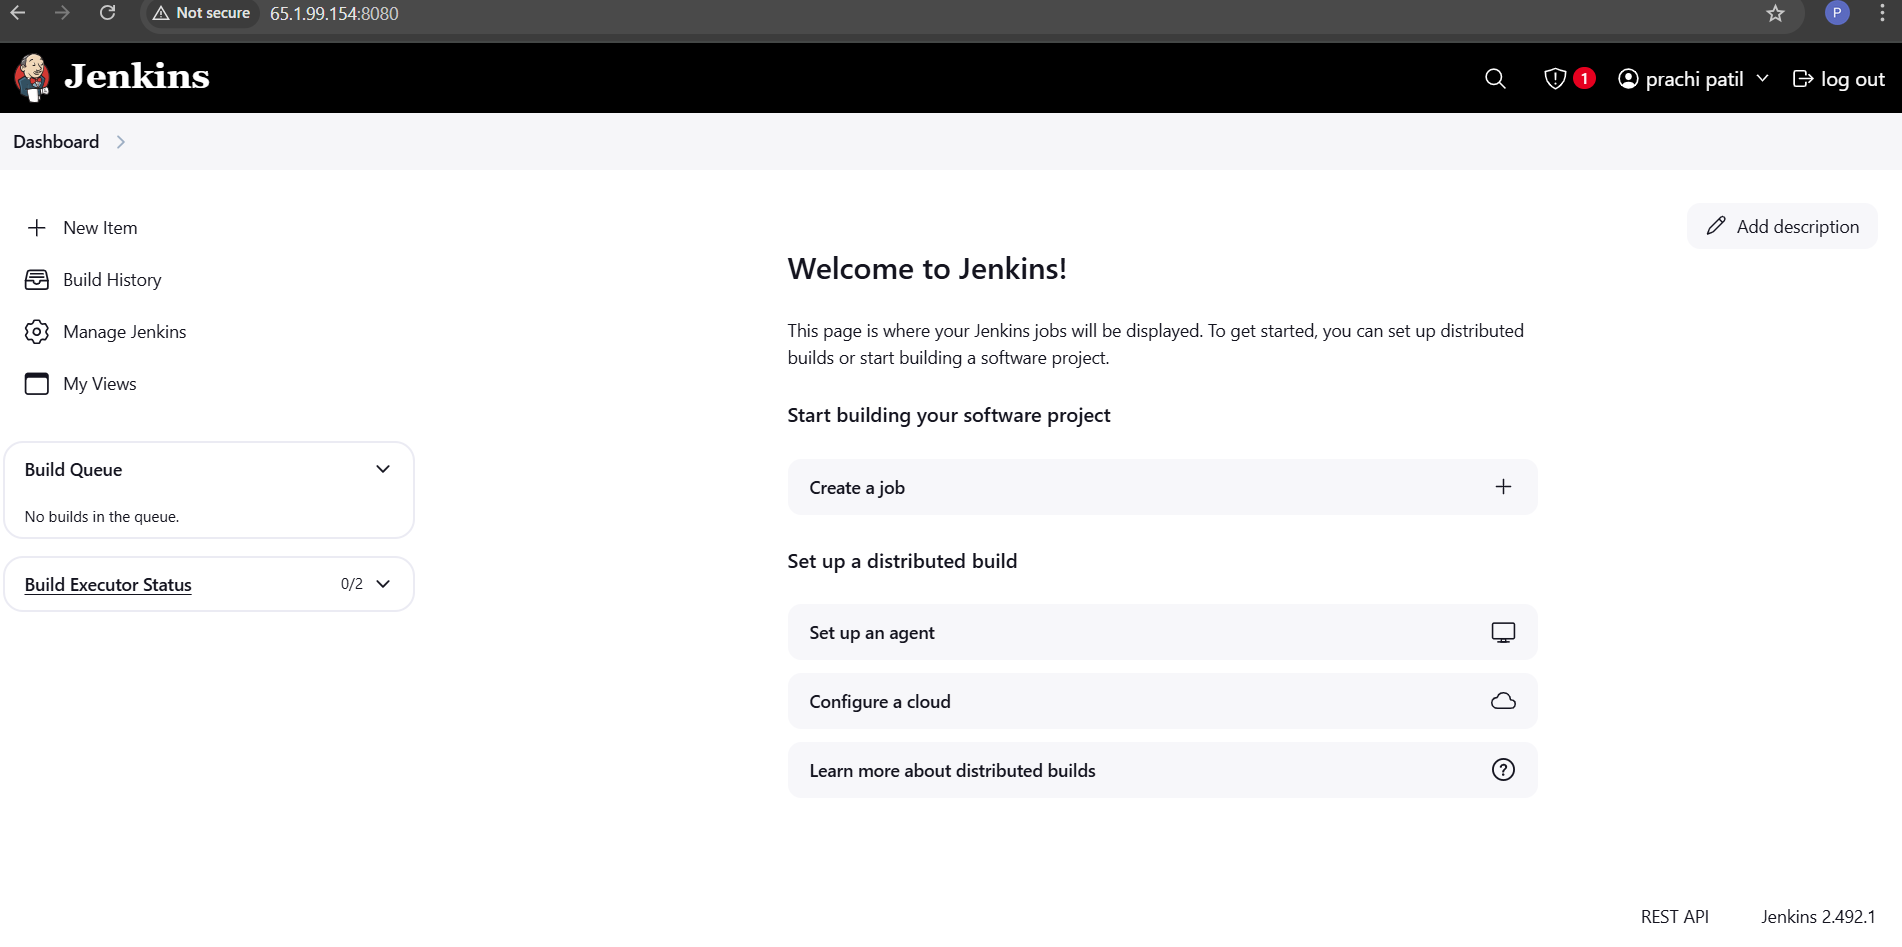 Not secure 65.1.99.154:8080 P
Jenkins 1 prachi patil log out
Dashboard
New Item
Build History
Manage Jenkins
My Views
Build Queue
No builds in the queue.
Build Executor Status 0/2
Add description
Welcome to Jenkins!
This page is where your Jenkins jobs will be displayed. To get started, you can set up distributed
builds or start building a software project.
Start building your software project
Create a job
Set up a distributed build
Set up an agent
Configure a cloud
Learn more about distributed builds
REST API Jenkins 2.492.1